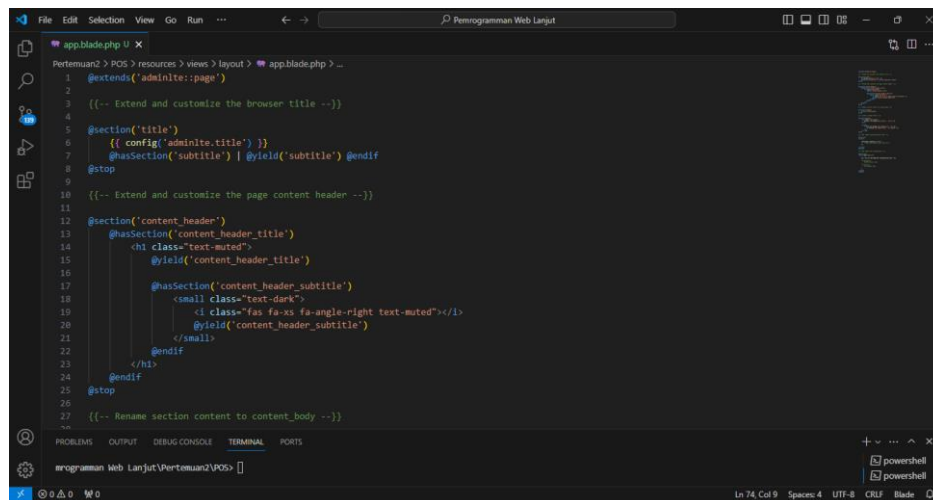 File Edit Selection View Go Run ...
Pemrogramman Web Lanjut
app.blade.php U
Pertemuan2 > POS > resources > views > layout > app.blade.php > ...
1 @extends('adminlte::page')
2
3 {{-- Extend and customize the browser title --}}
4
5 @section('title')
6 {{ config('adminlte.title') }}
7 @hasSection('subtitle') | @yield('subtitle') @endif
8 @stop
9
10 {{-- Extend and customize the page content header --}}
11
12 @section('content_header')
13 @hasSection('content_header_title')
14 <h1 class="text-muted">
15 @yield('content_header_title')
16
17 @hasSection('content_header_subtitle')
18 <small class="text-dark">
19 <i class="fas fa-xs fa-angle-right text-muted"></i>
20 @yield('content_header_subtitle')
21 </small>
22 @endif
23 </h1>
24 @endif
25 @stop
26
27 {{-- Rename section content to content_body --}}
PROBLEMS OUTPUT DEBUG CONSOLE TERMINAL PORTS
mrogramman Web Lanjut\Pertemuan2\POS>
powershell
powershell
0 0 0 Ln 74, Col 9 Spaces: 4 UTF-8 CRLF Blade